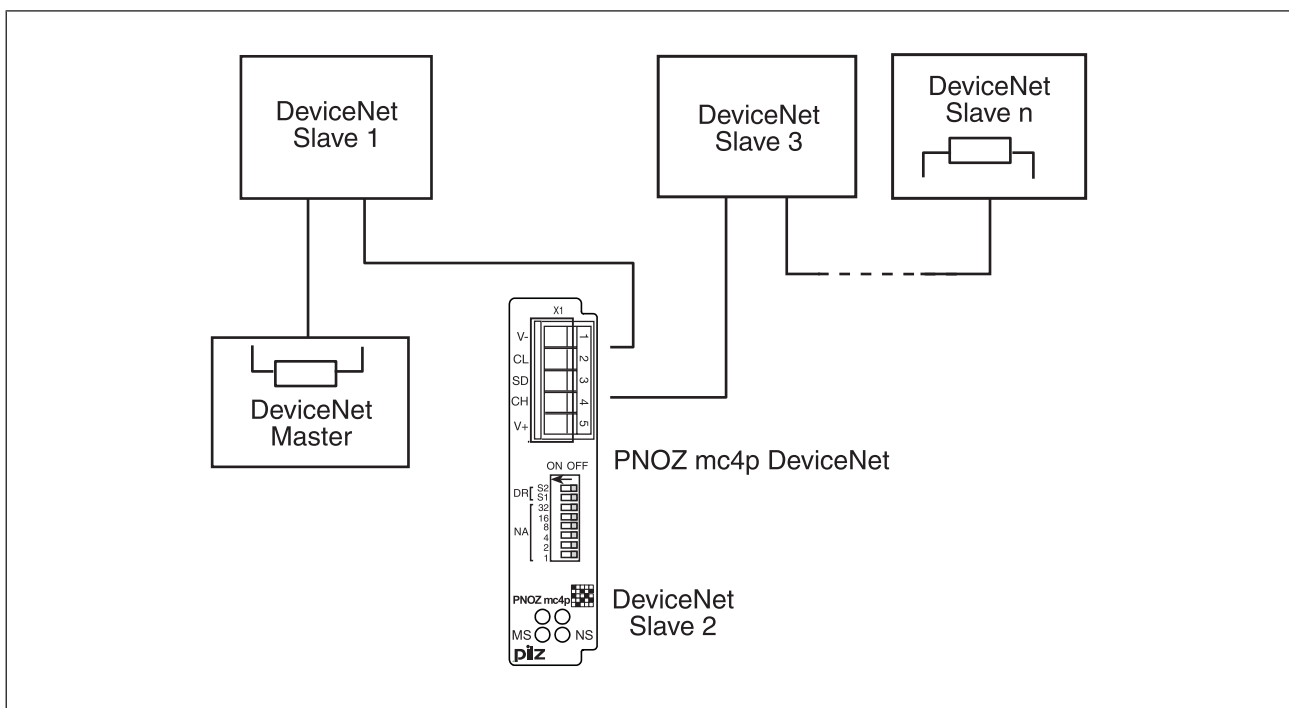 DeviceNet
Slave 1
DeviceNet
Slave 3
DeviceNet
Slave n
DeviceNet
Master
X1
V- 1
CL 2
SD 3
CH 4
V+ 5
PNOZ mc4p DeviceNet
ON OFF
DR S2
S1
32
16
NA 8
4
2
1
PNOZ mc4p
MS NS
pilz
DeviceNet
Slave 2